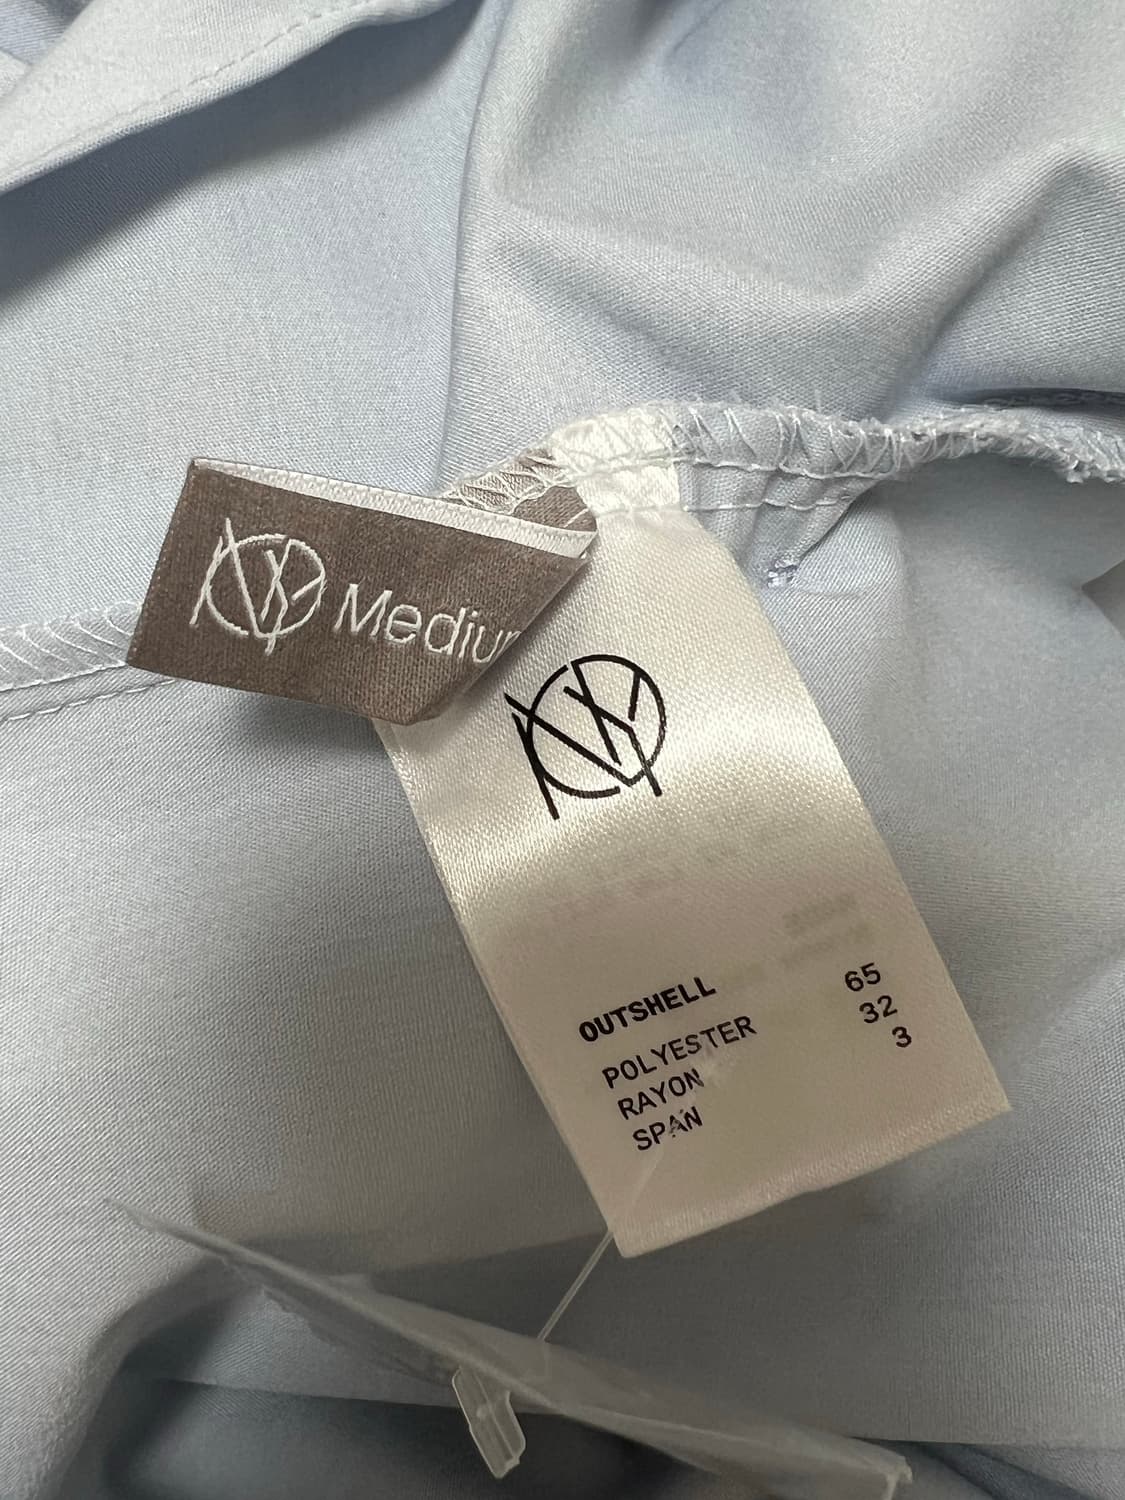 Mediu
OUTSHELL
POLYESTER 65
RAYON 32
SPAN 3